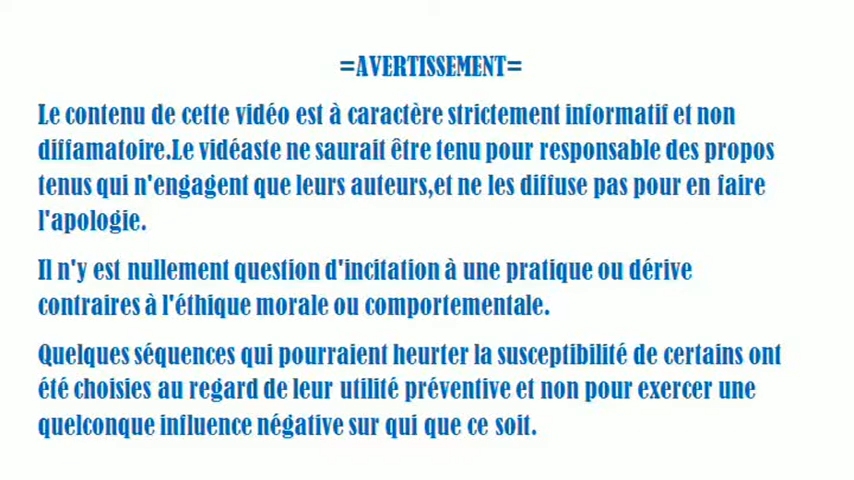 =AVERTISSEMENT=
Le contenu de cette vidéo est à caractère strictement informatif et non
diffamatoire.Le vidéaste ne saurait être tenu pour responsable des propos
tenus qui n'engagent que leurs auteurs,et ne les diffuse pas pour en faire
l'apologie.
Il n'y est nullement question d'incitation à une pratique ou dérive
contraires à l'éthique morale ou comportementale.
Quelques séquences qui pourraient heurter la susceptibilité de certains ont
été choisies au regard de leur utilité préventive et non pour exercer une
quelconque influence négative sur qui que ce soit.